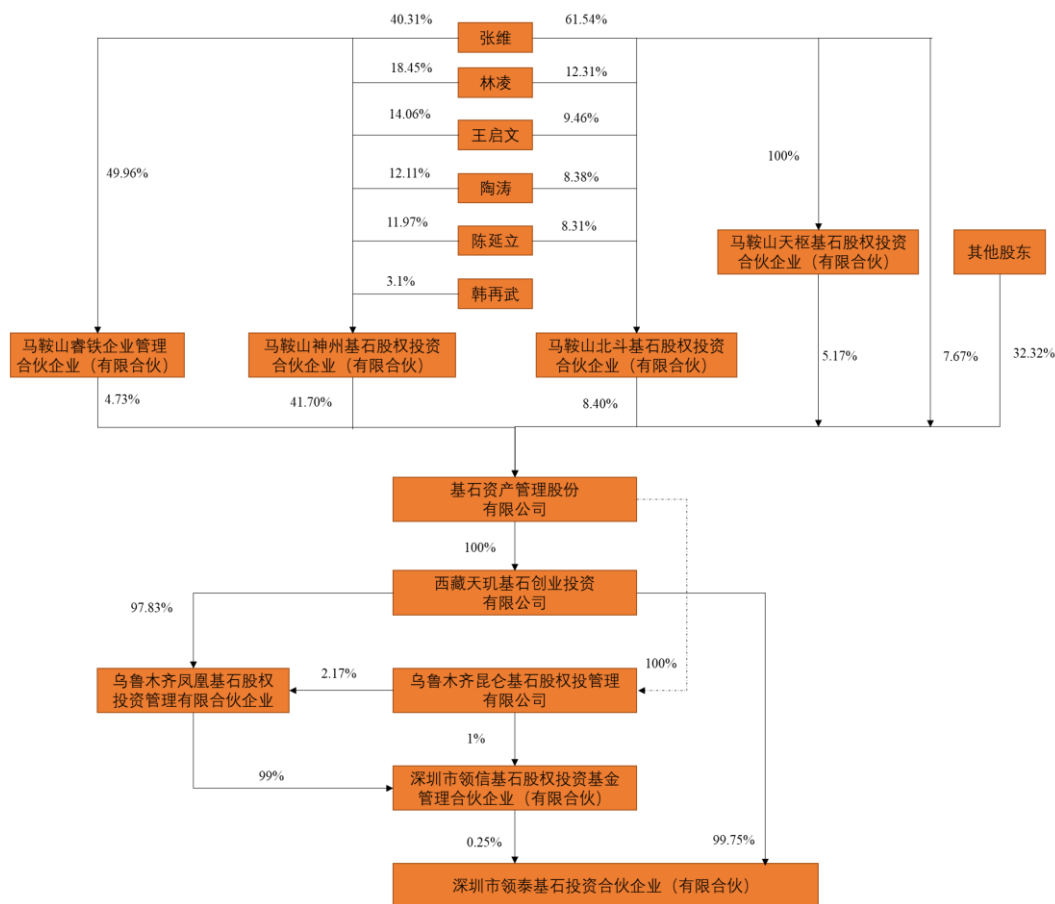 40.31%
张维
61.54%
18.45%
林凌
12.31%
14.06%
王启文
9.46%
49.96%
100%
12.11%
陶涛
8.38%
11.97%
陈延立
8.31%
马鞍山天枢基石股权投资
合伙企业（有限合伙）
其他股东
3.1%
韩再武
马鞍山睿铁企业管理
合伙企业（有限合伙）
马鞍山神州基石股权投资
合伙企业（有限合伙）
马鞍山北斗基石股权投资
合伙企业（有限合伙）
5.17%
7.67%
32.32%
4.73%
41.70%
8.40%
基石资产管理股份
有限公司
100%
西藏天玑基石创业投资
有限公司
97.83%
100%
乌鲁木齐凤凰基石股权
投资管理有限合伙企业
2.17%
乌鲁木齐昆仑基石股权投管理
有限公司
1%
99%
深圳市领信基石股权投资基金
管理合伙企业（有限合伙）
0.25%
99.75%
深圳市领泰基石投资合伙企业（有限合伙）